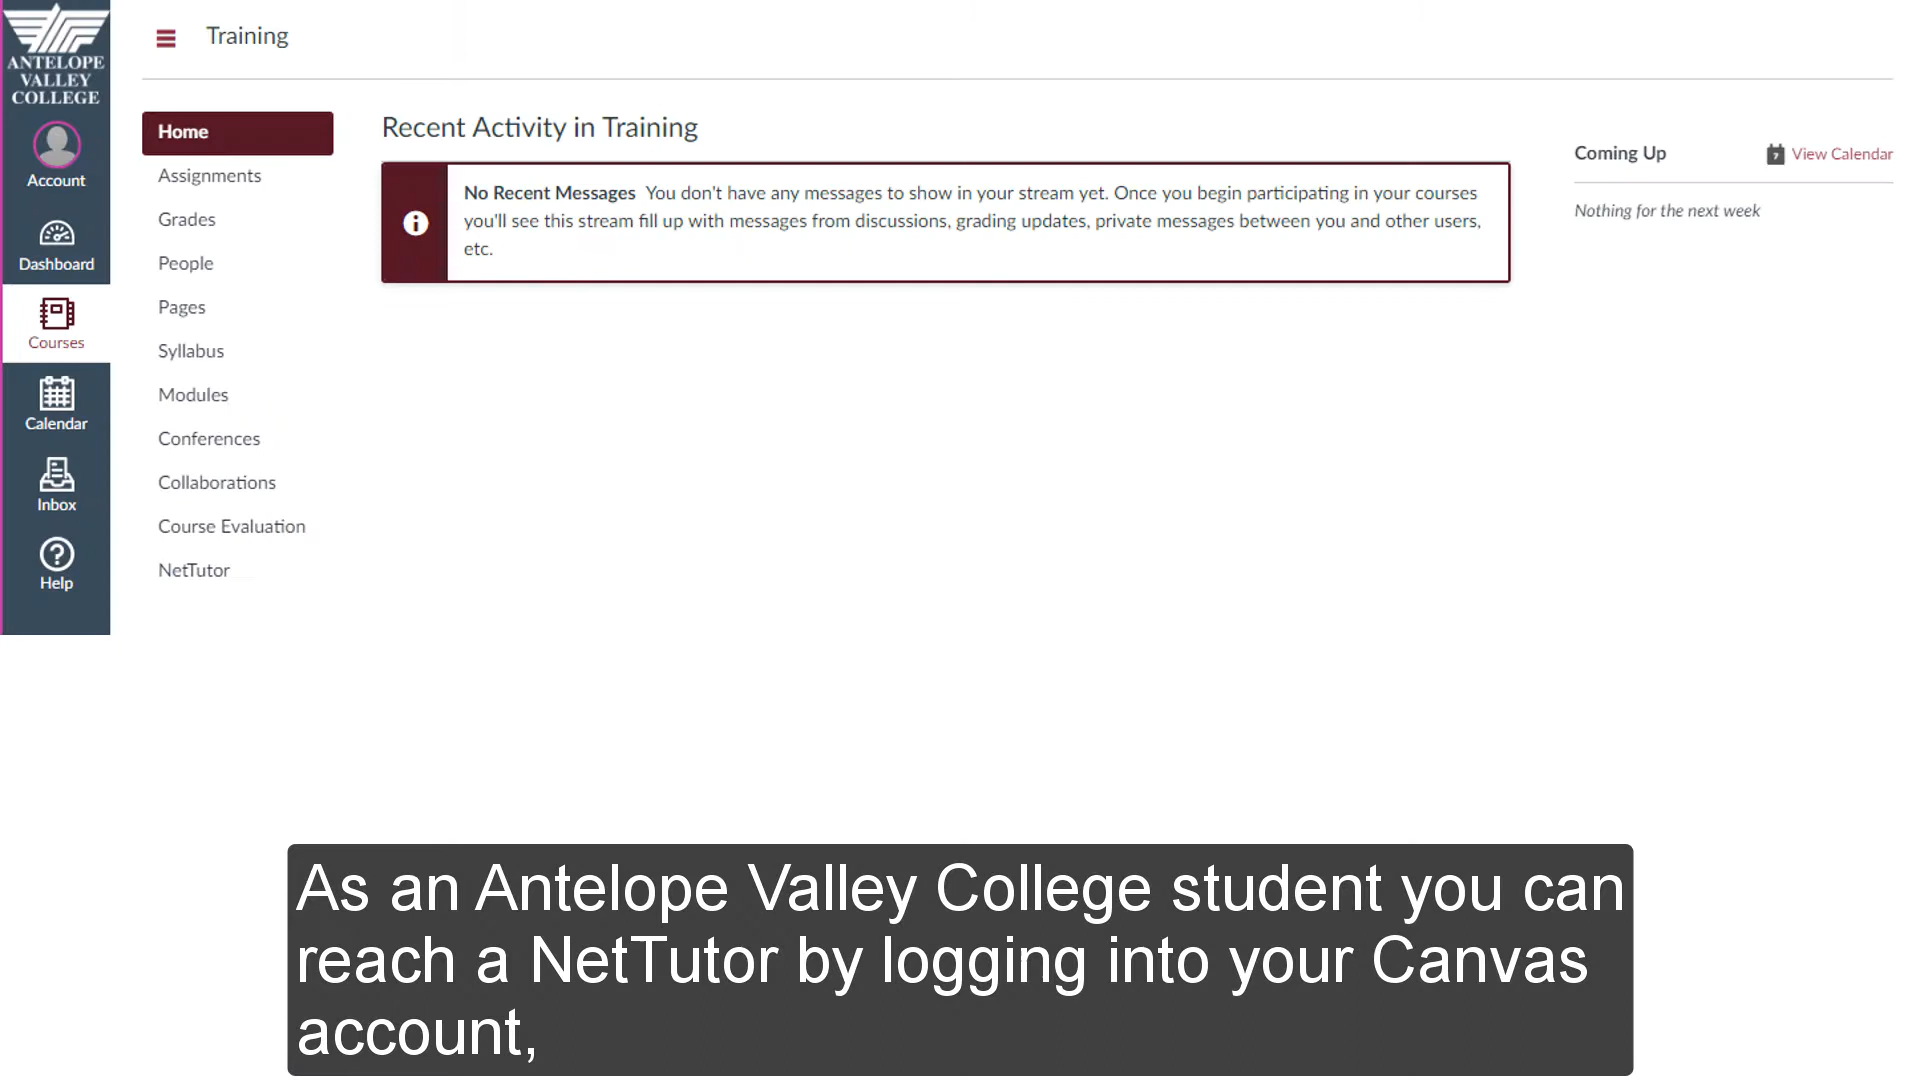 ANTELOPE
VALLEY
COLLEGE
Account
Dashboard
Courses
Calendar
Inbox
Help
Training
Home
Assignments
Grades
People
Pages
Syllabus
Modules
Conferences
Collaborations
Course Evaluation
NetTutor
Recent Activity in Training
No Recent Messages You don't have any messages to show in your stream yet. Once you begin participating in your courses
you'll see this stream fill up with messages from discussions, grading updates, private messages between you and other users,
etc.
Coming Up
7 View Calendar
Nothing for the next week
As an Antelope Valley College student you can
reach a NetTutor by logging into your Canvas
account,